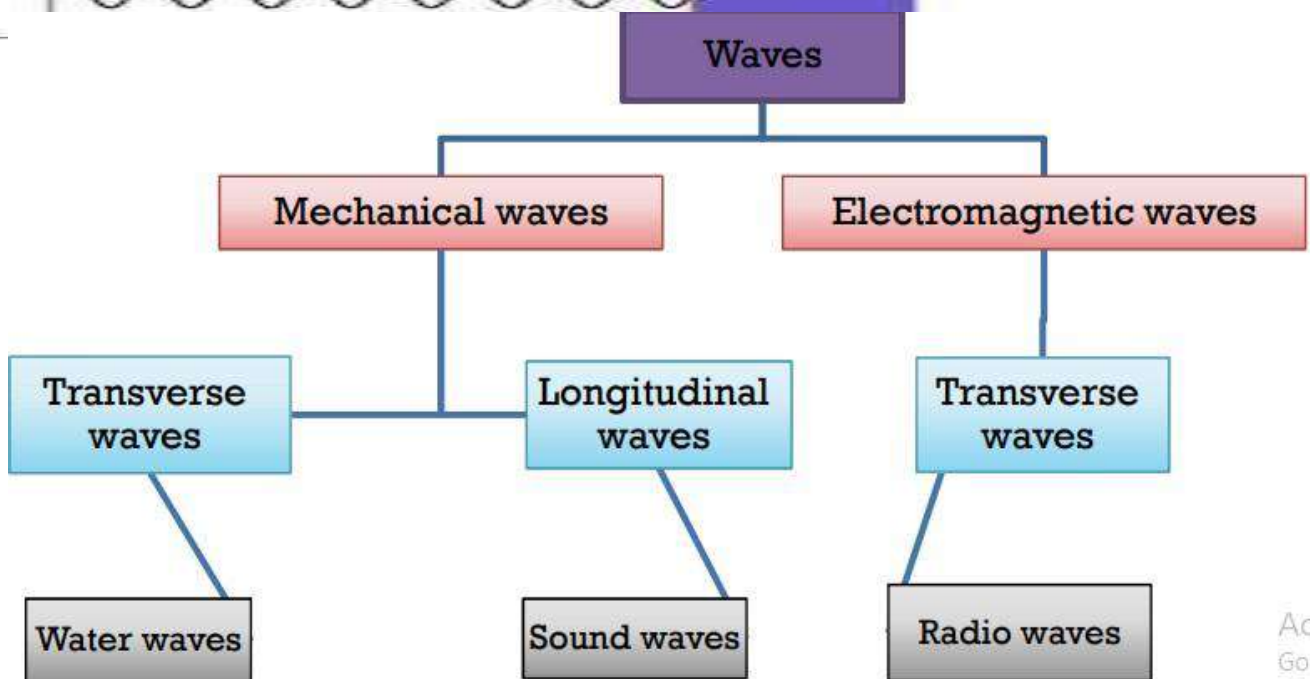 Waves
Mechanical waves
Electromagnetic waves
Transverse
waves
Longitudinal
waves
Transverse
waves
Water waves
Sound waves
Radio waves